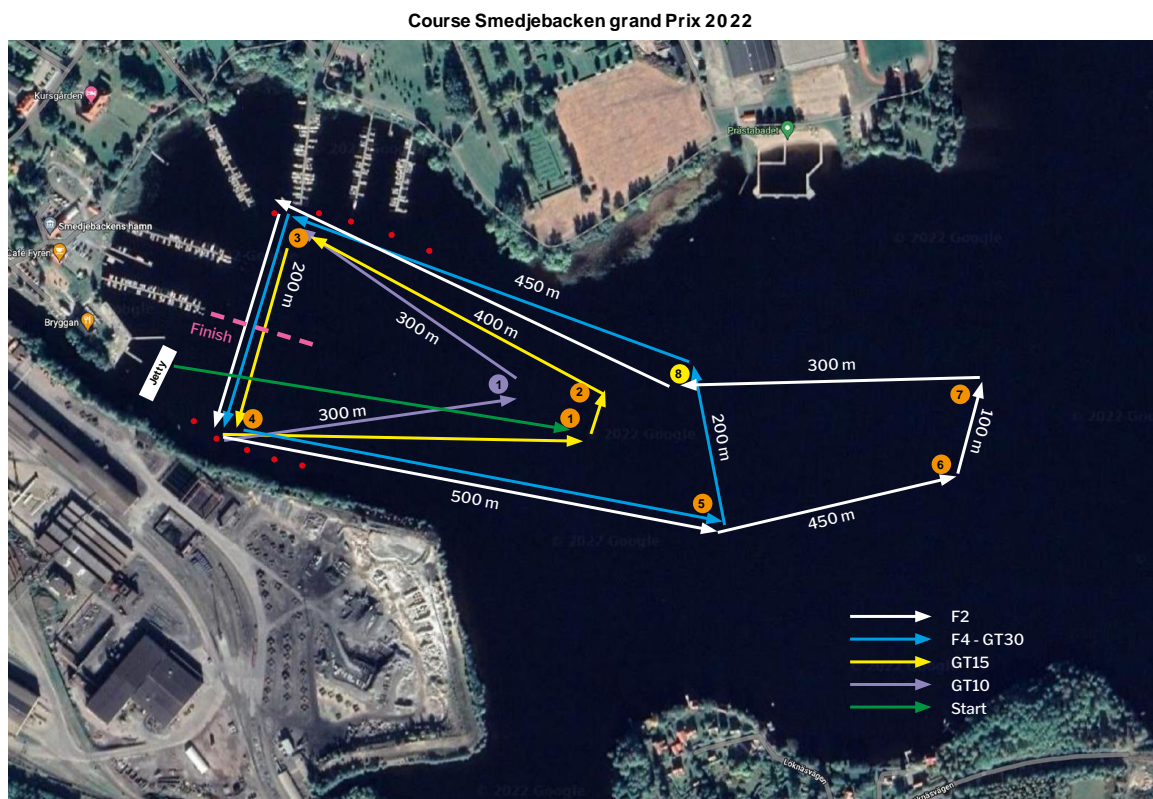 Course Smedjebacken grand Prix 2022
Kursgården
Prästabadet
© 2022 Google
Smedjebackens hamn
Café Fyren
Bryggan
Finish
Jetty
200 m
450 m
400 m
300 m
300 m
300 m
200 m
100 m
500 m
450 m
3
4
1
2
1
8
7
6
5
© 2022 Google
© 2022 Google
F2
F4 - GT30
GT15
GT10
Start
Loknäsvägen
© 2022 Google